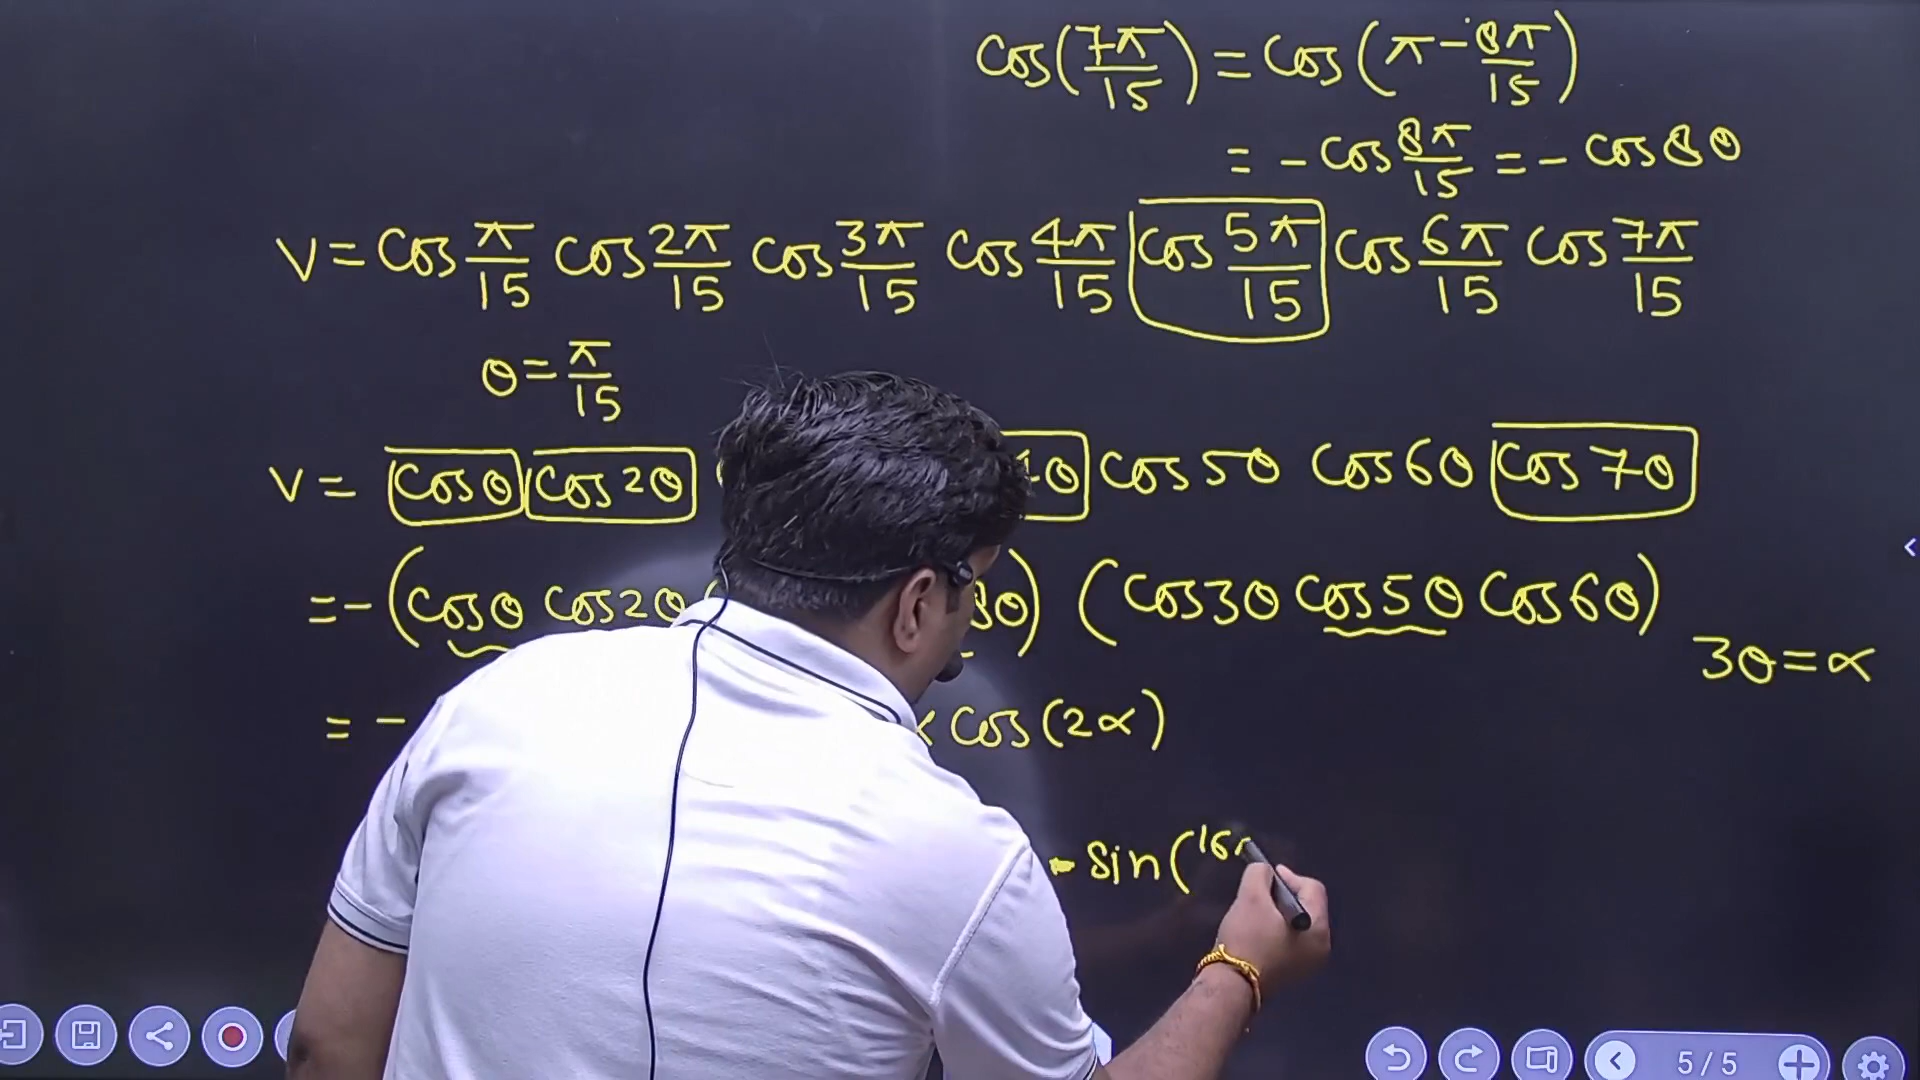 cos(7π/15) = cos(π - 8π/15)
= - cos 8π/15 = - cos8θ
V = cos π/15 cos 2π/15 cos 3π/15 cos 4π/15 cos 5π/15 cos 6π/15 cos 7π/15
θ = π/15
V = cosθ cos2θ θ cos5θ cos6θ cos7θ
= - (cosθ cos2θ 8θ) (cos3θ cos5θ cos6θ)
3θ = α
= - cos(2α)
- sin(16
5/5